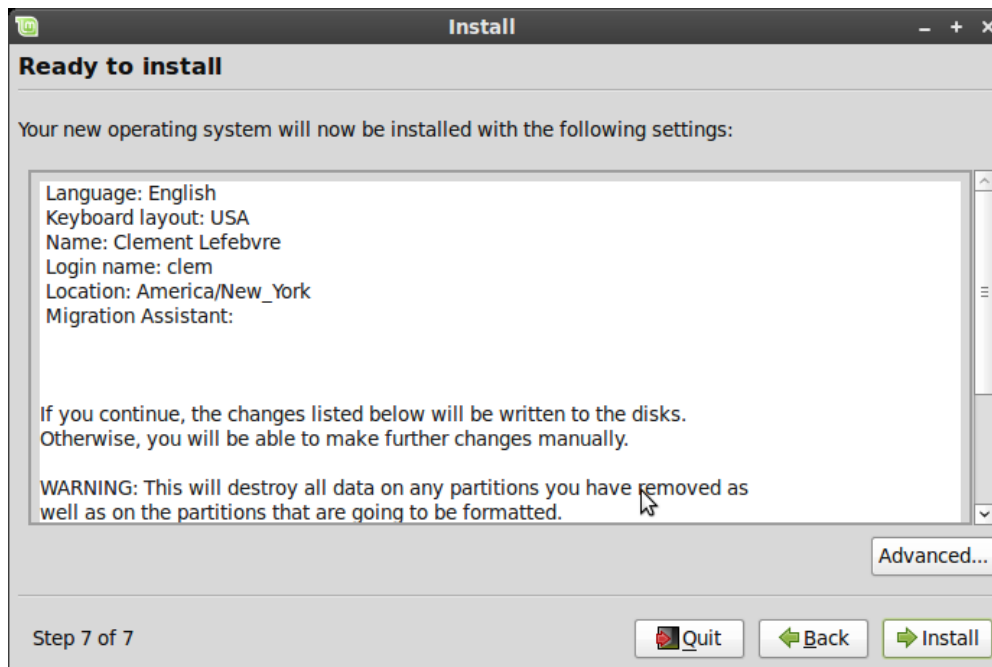 Install
Ready to install
Your new operating system will now be installed with the following settings:
Language: English
Keyboard layout: USA
Name: Clement Lefebvre
Login name: clem
Location: America/New_York
Migration Assistant:
If you continue, the changes listed below will be written to the disks.
Otherwise, you will be able to make further changes manually.
WARNING: This will destroy all data on any partitions you have removed as
well as on the partitions that are going to be formatted.
Advanced...
Step 7 of 7
Quit
Back
Install